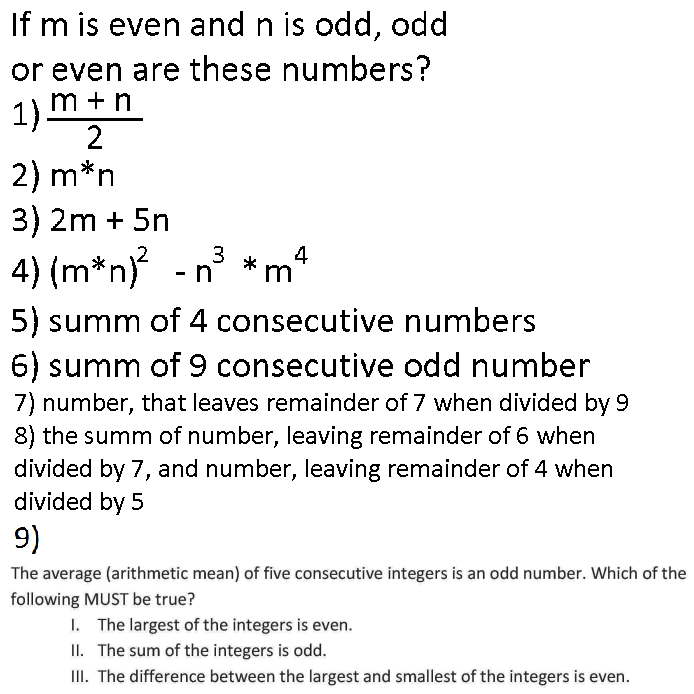 If m is even and n is odd, odd
or even are these numbers?
1) m + n
2
2) m*n
3) 2m + 5n
4) (m*n)² - n³ *m⁴
5) summ of 4 consecutive numbers
6) summ of 9 consecutive odd number
7) number, that leaves remainder of 7 when divided by 9
8) the summ of number, leaving remainder of 6 when
divided by 7, and number, leaving remainder of 4 when
divided by 5
9)
The average (arithmetic mean) of five consecutive integers is an odd number. Which of the
following MUST be true?
I. The largest of the integers is even.
II. The sum of the integers is odd.
III. The difference between the largest and smallest of the integers is even.